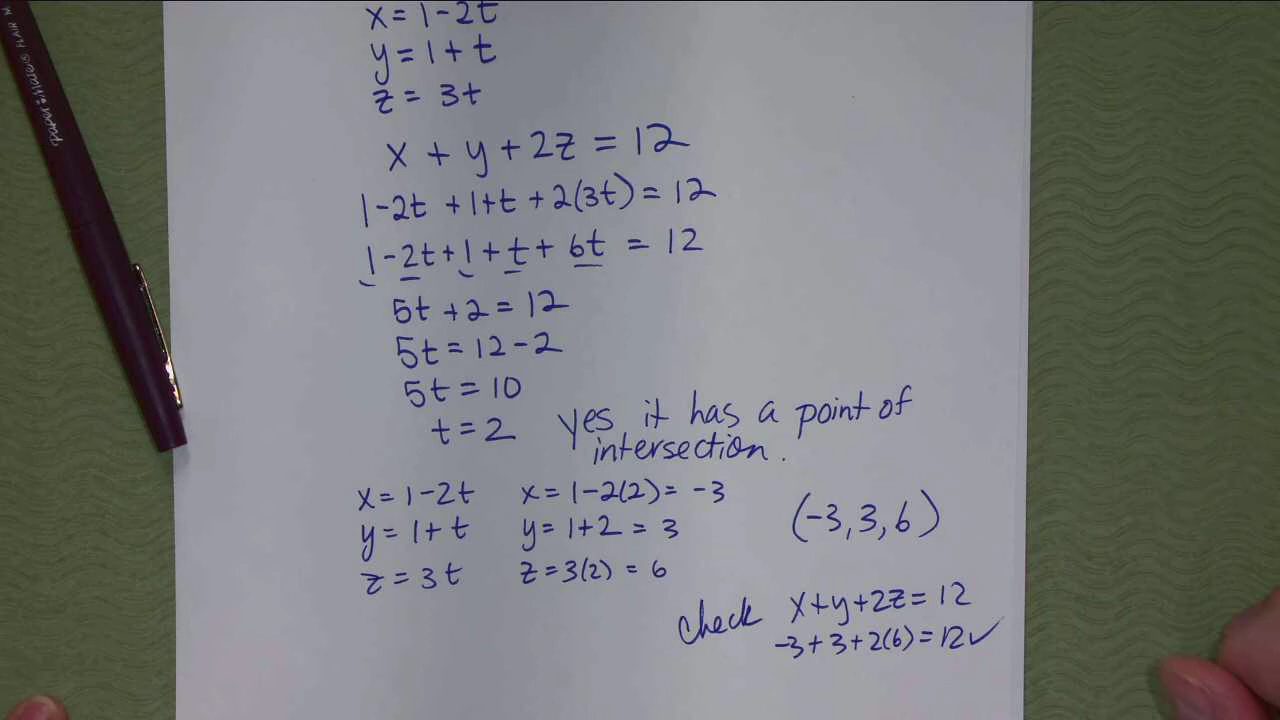 x = 1 - 2t
y = 1 + t
z = 3t
x + y + 2z = 12
1 - 2t + 1 + t + 2(3t) = 12
1 - 2t + 1 + t + 6t = 12
5t + 2 = 12
5t = 12 - 2
5t = 10
t = 2 yes it has a point of
intersection.
x = 1 - 2t x = 1 - 2(2) = -3
y = 1 + t y = 1 + 2 = 3 (-3, 3, 6)
z = 3t z = 3(2) = 6
check x + y + 2z = 12
-3 + 3 + 2(6) = 12 ✓
Paper:Mate® FLAIR M